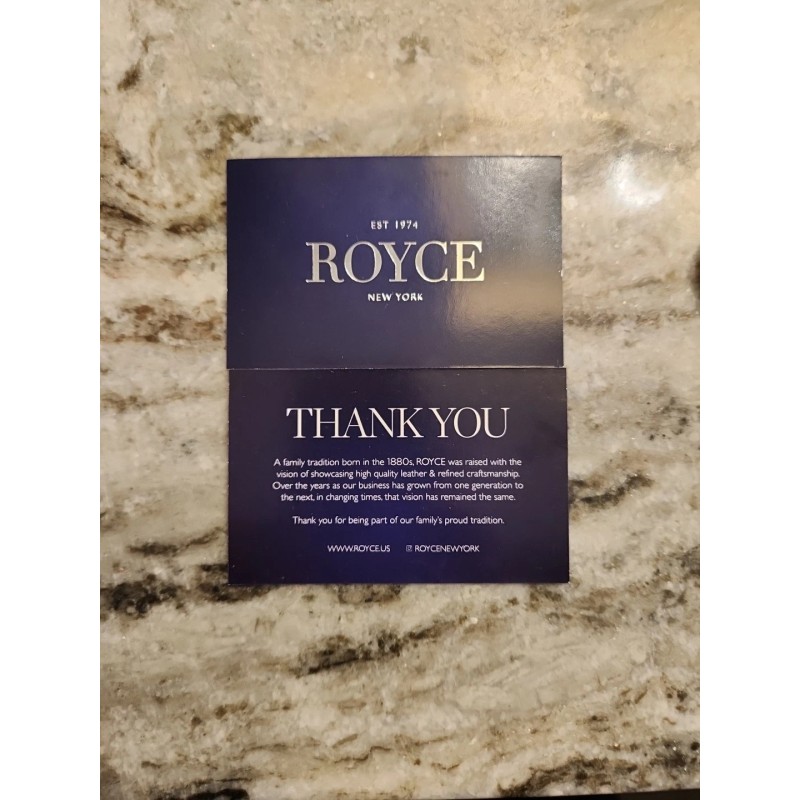 EST 1974
ROYCE
NEW YORK
THANK YOU
A family tradition born in the 1880s, ROYCE was raised with the
vision of showcasing high quality leather & refined craftsmanship.
Over the years as our business has grown from one generation to
the next, in changing times, that vision has remained the same.
Thank you for being part of our family's proud tradition.
WWW.ROYCE.US ROYCENEWYORK